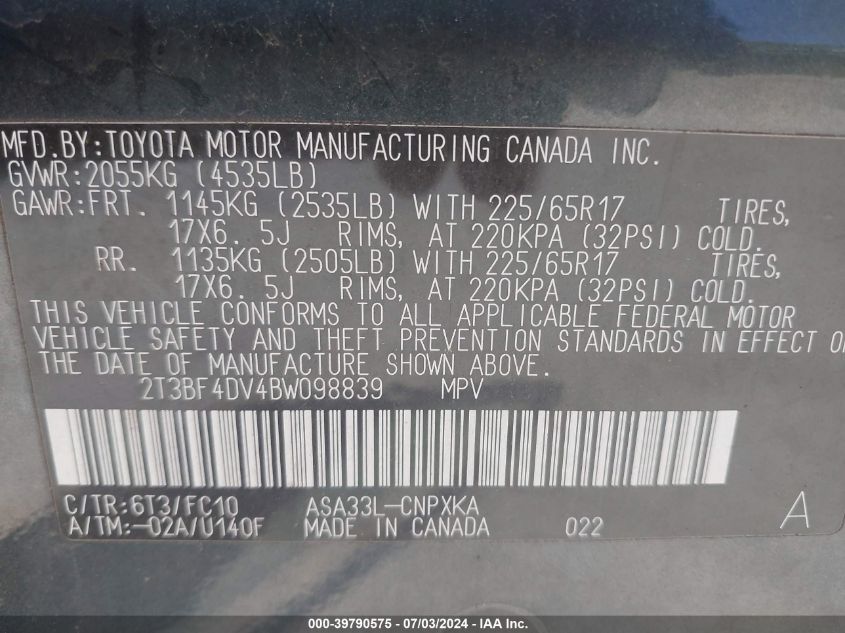 MFD.BY:TOYOTA MOTOR MANUFACTURING CANADA INC.
GVWR:2055KG (4535LB)
GAWR:FRT. 1145KG (2535LB) WITH 225/65R17 TIRES,
17X6. 5J RIMS, AT 220KPA (32PSI) COLD.
RR. 1135KG (2505LB) WITH 225/65R17 TIRES,
17X6. 5J RIMS, AT 220KPA (32PSI) COLD.
THIS VEHICLE CONFORMS TO ALL APPLICABLE FEDERAL MOTOR
VEHICLE SAFETY AND THEFT PREVENTION STANDARDS IN EFFECT
THE DATE OF MANUFACTURE SHOWN ABOVE.
2T3BF4DV4BW098839 MPV
C/TR:6T3/FC10 ASA33L-CNPXKA
A/TM:-02A/U140F MADE IN CANADA 022 A
000-39790575 | 07/03/2024 - IAA Inc.